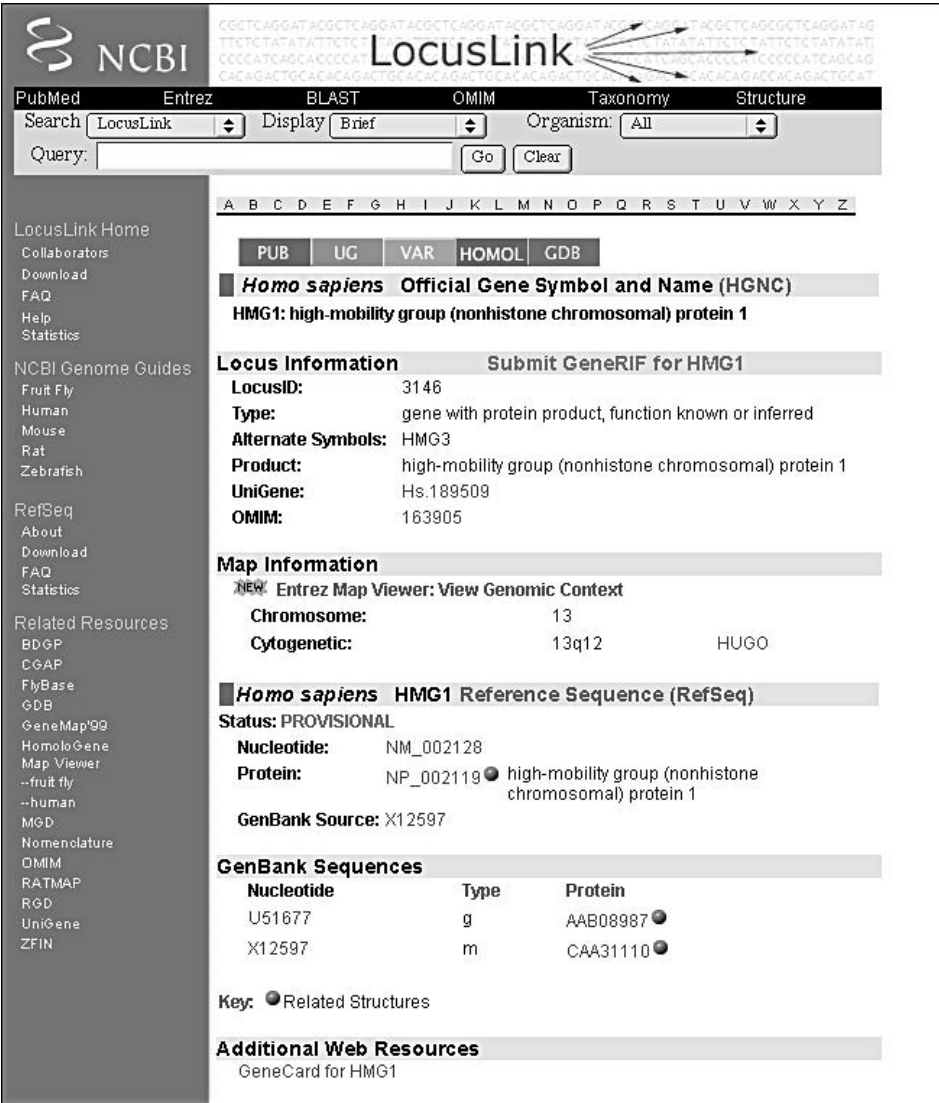 NCBI
LocusLink
PubMed Entrez BLAST OMIM Taxonomy Structure
Search LocusLink Display Brief Organism: All
Query: Go Clear
A B C D E F G H I J K L M N O P Q R S T U V W X Y Z
LocusLink Home
Collaborators
Download
FAQ
Help
Statistics
NCBI Genome Guides
Fruit Fly
Human
Mouse
Rat
Zebrafish
RefSeq
About
Download
FAQ
Statistics
Related Resources
BDGP
CGAP
FlyBase
GDB
GeneMap'99
HomoloGene
Map Viewer
--fruit fly
--human
MGD
Nomenclature
OMIM
RATMAP
RGD
UniGene
ZFIN
PUB UG VAR HOMOL GDB
Homo sapiens Official Gene Symbol and Name (HGNC)
HMG1: high-mobility group (nonhistone chromosomal) protein 1
Locus Information Submit GeneRIF for HMG1
LocusID: 3146
Type: gene with protein product, function known or inferred
Alternate Symbols: HMG3
Product: high-mobility group (nonhistone chromosomal) protein 1
UniGene: Hs.189509
OMIM: 163905
Map Information
NEW Entrez Map Viewer: View Genomic Context
Chromosome: 13
Cytogenetic: 13q12 HUGO
Homo sapiens HMG1 Reference Sequence (RefSeq)
Status: PROVISIONAL
Nucleotide: NM_002128
Protein: NP_002119 high-mobility group (nonhistone
chromosomal) protein 1
GenBank Source: X12597
GenBank Sequences
Nucleotide Type Protein
U51677 g AAB08987
X12597 m CAA31110
Key: Related Structures
Additional Web Resources
GeneCard for HMG1